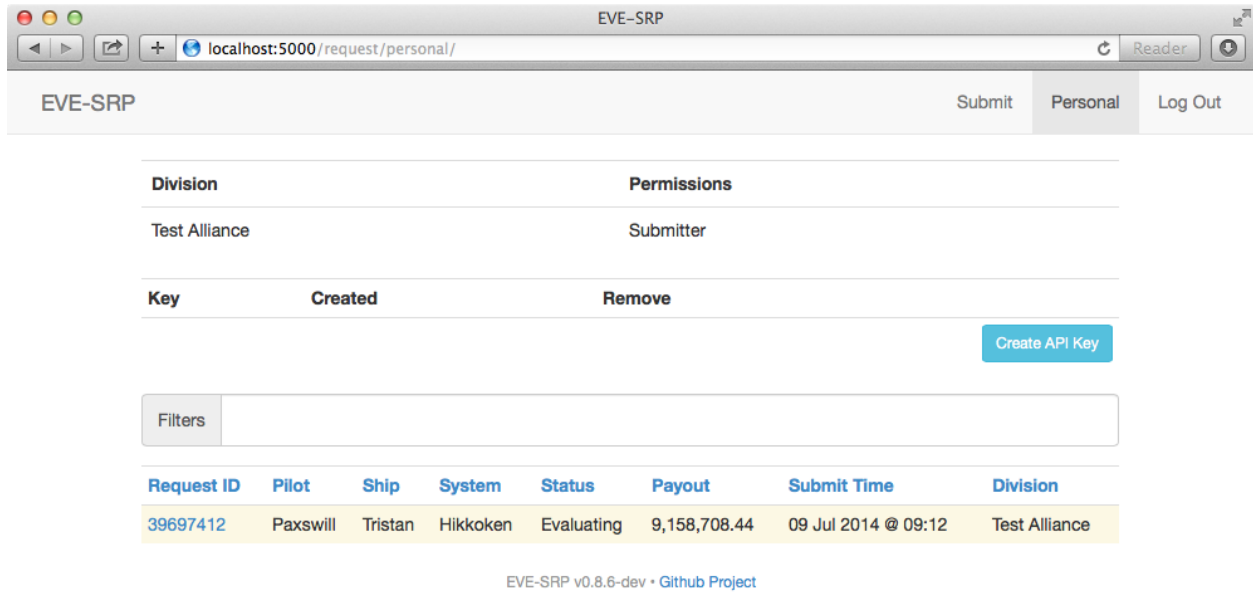 EVE-SRP
+ localhost:5000/request/personal/ Reader
EVE-SRP Submit Personal Log Out
Division Permissions
Test Alliance Submitter
Key Created Remove
Create API Key
Filters
Request ID Pilot Ship System Status Payout Submit Time Division
39697412 Paxswill Tristan Hikkoken Evaluating 9,158,708.44 09 Jul 2014 @ 09:12 Test Alliance
EVE-SRP v0.8.6-dev • Github Project